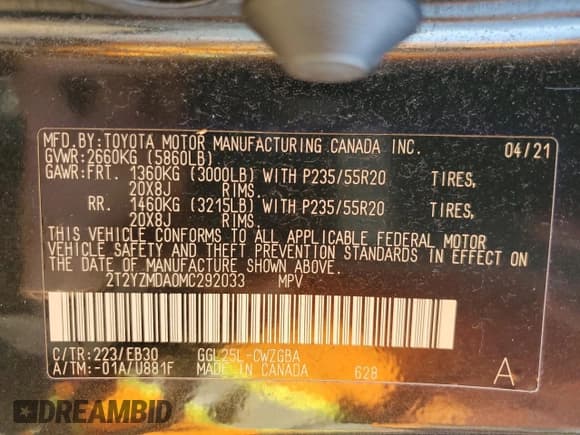 MFD.BY:TOYOTA MOTOR MANUFACTURING CANADA INC. 04/21
GVWR:2660KG (5860LB)
GAWR:FRT. 1360KG (3000LB) WITH P235/55R20 TIRES,
20X8J RIMS.
RR. 1460KG (3215LB) WITH P235/55R20 TIRES,
20X8J RIMS.
THIS VEHICLE CONFORMS TO ALL APPLICABLE FEDERAL MOTOR
VEHICLE SAFETY AND THEFT PREVENTION STANDARDS IN EFFECT ON
THE DATE OF MANUFACTURE SHOWN ABOVE.
2T2YZMDA0MC292033 MPV
C/TR:223/EB30 GGL25L-CWZGBA
A/TM:-01A/U881F MADE IN CANADA 628 A
DREAMBID